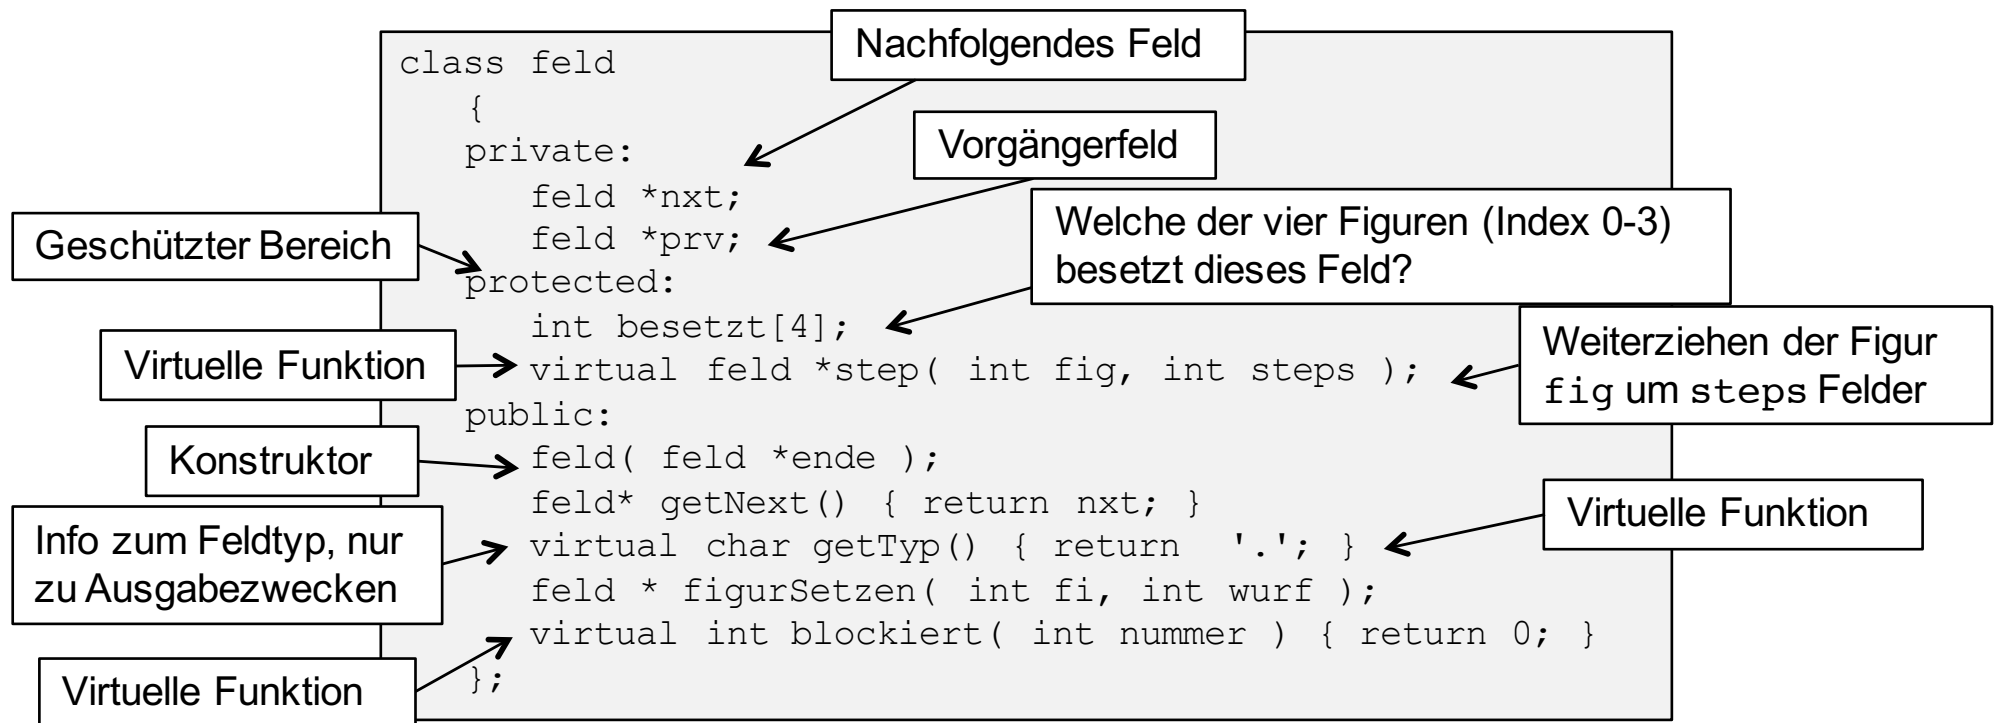 Nachfolgendes Feld
class feld
{
Vorgängerfeld
private:
feld *nxt;
Welche der vier Figuren (Index 0-3)
besetzt dieses Feld?
Geschützter Bereich
feld *prv;
protected:
int besetzt[4];
Virtuelle Funktion
virtual feld *step( int fig, int steps );
Weiterziehen der Figur
fig um steps Felder
public:
Konstruktor
feld( feld *ende );
feld* getNext() { return nxt; }
Virtuelle Funktion
Info zum Feldtyp, nur
zu Ausgabezwecken
virtual char getTyp() { return  '.'; }
feld * figurSetzen( int fi, int wurf );
virtual int blockiert( int nummer ) { return 0; }
Virtuelle Funktion
};